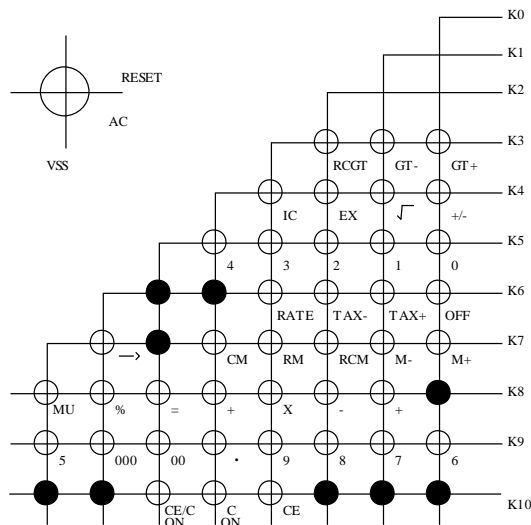 K0
K1
K2
RESET
AC
VSS
K3
RCGT GT- GT+
K4
IC EX √ +/-
K5
4 3 2 1 0
K6
RATE TAX- TAX+ OFF
K7
→ CM RM RCM M- M+
K8
MU % = + X - +
K9
5 000 00 · 9 8 7 6
K10
CE/C ON C ON CE